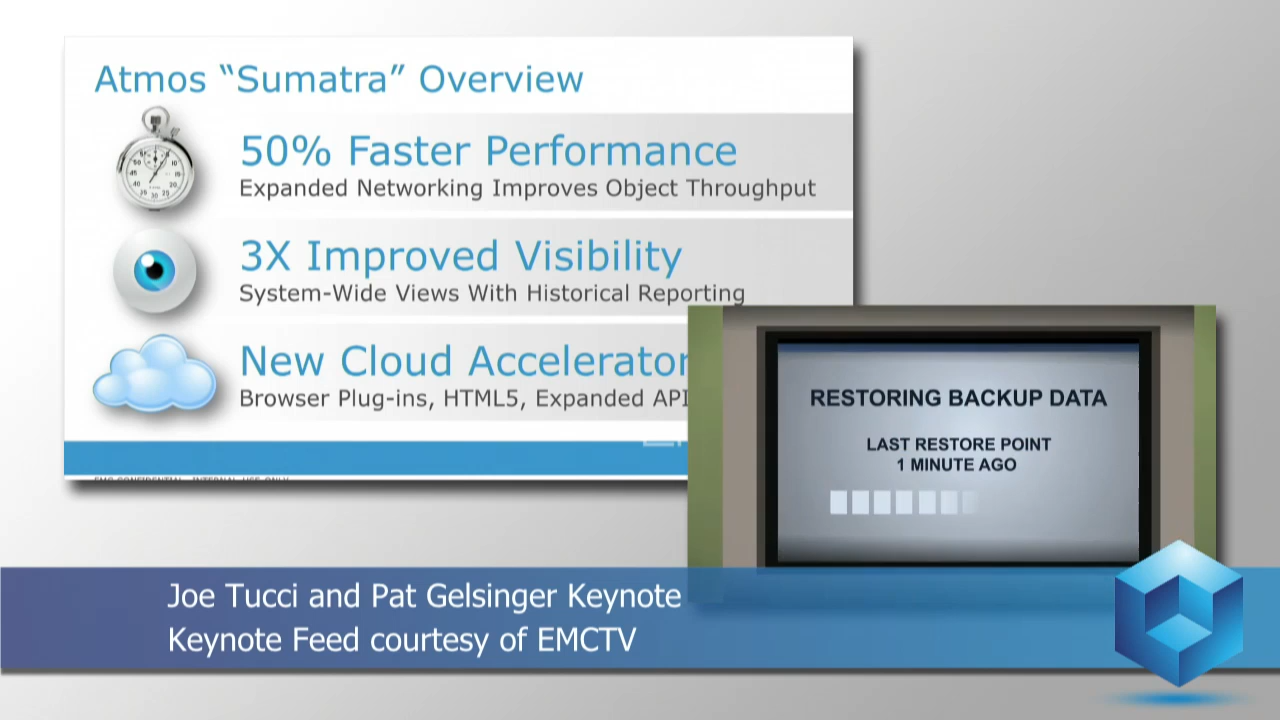 Atmos “Sumatra” Overview
50% Faster Performance
Expanded Networking Improves Object Throughput
3X Improved Visibility
System-Wide Views With Historical Reporting
New Cloud Accelerator
Browser Plug-ins, HTML5, Expanded API
RESTORING BACKUP DATA
LAST RESTORE POINT
1 MINUTE AGO
Joe Tucci and Pat Gelsinger Keynote
Keynote Feed courtesy of EMCTV